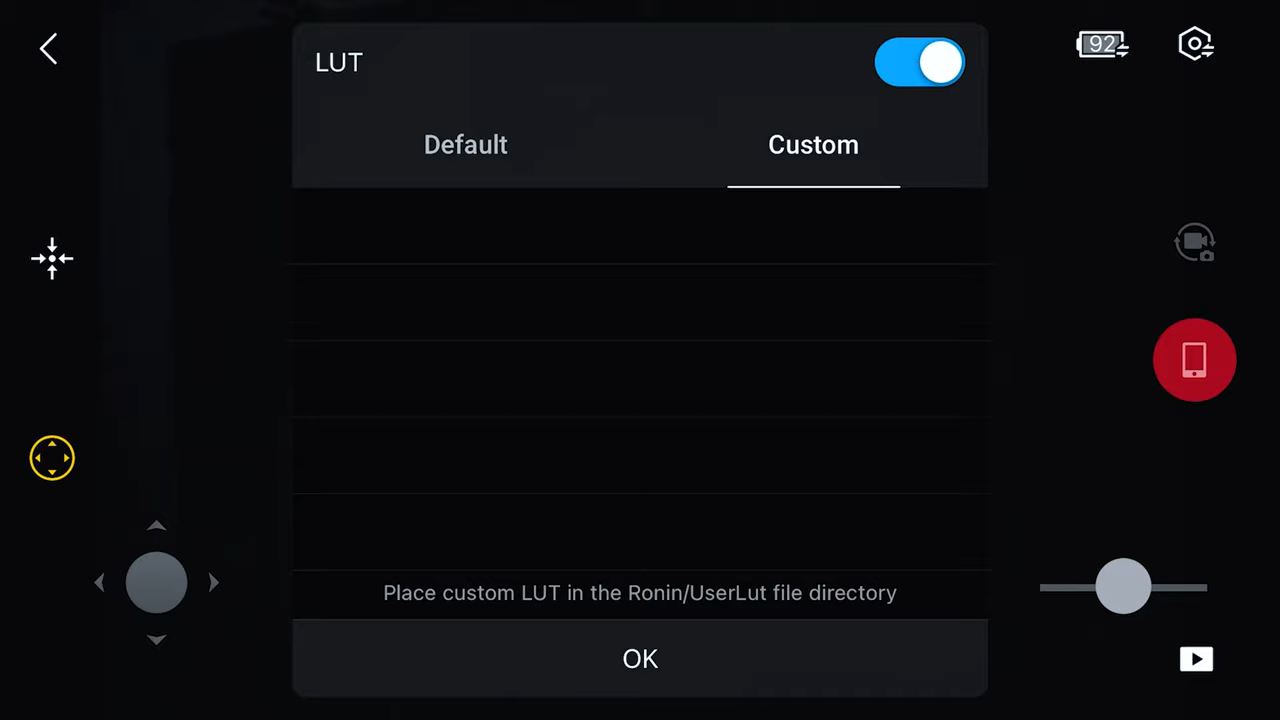 LUT
92
Default
Custom
Place custom LUT in the Ronin/UserLut file directory
OK